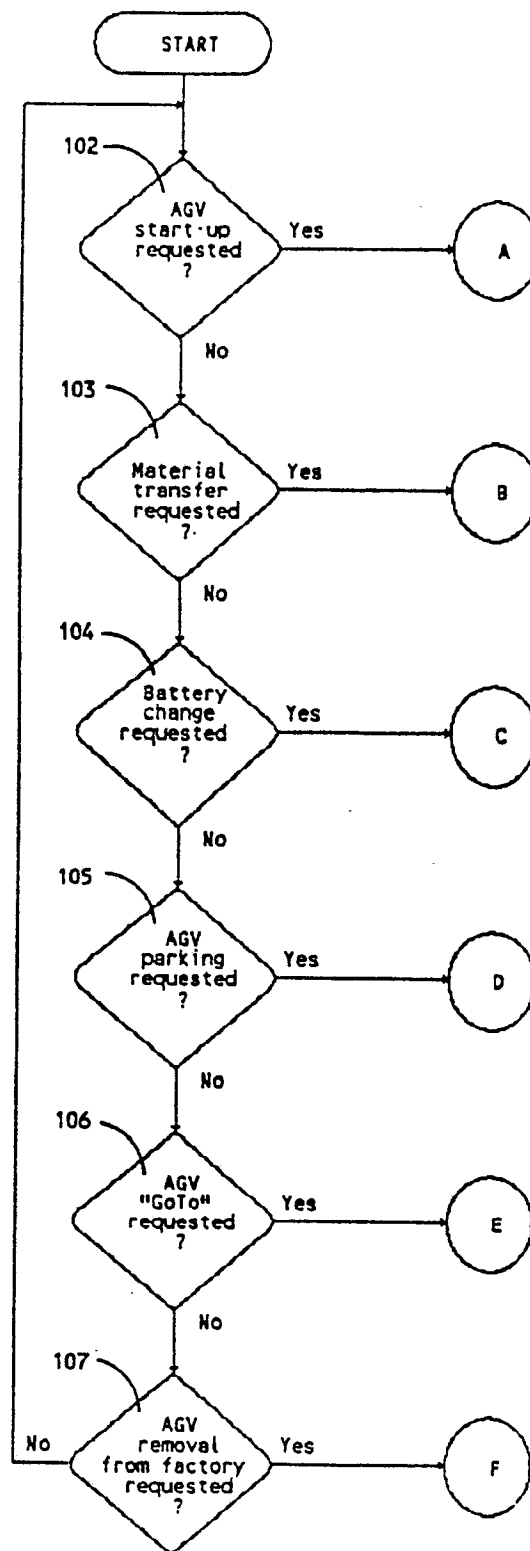 START
102
AGV
start-up
requested
?
Yes
A
No
103
Material
transfer
requested
?
Yes
B
No
104
Battery
change
requested
?
Yes
C
No
105
AGV
parking
requested
?
Yes
D
No
106
AGV
"GoTo"
requested
?
Yes
E
No
107
AGV
removal
from factory
requested
?
No
Yes
F